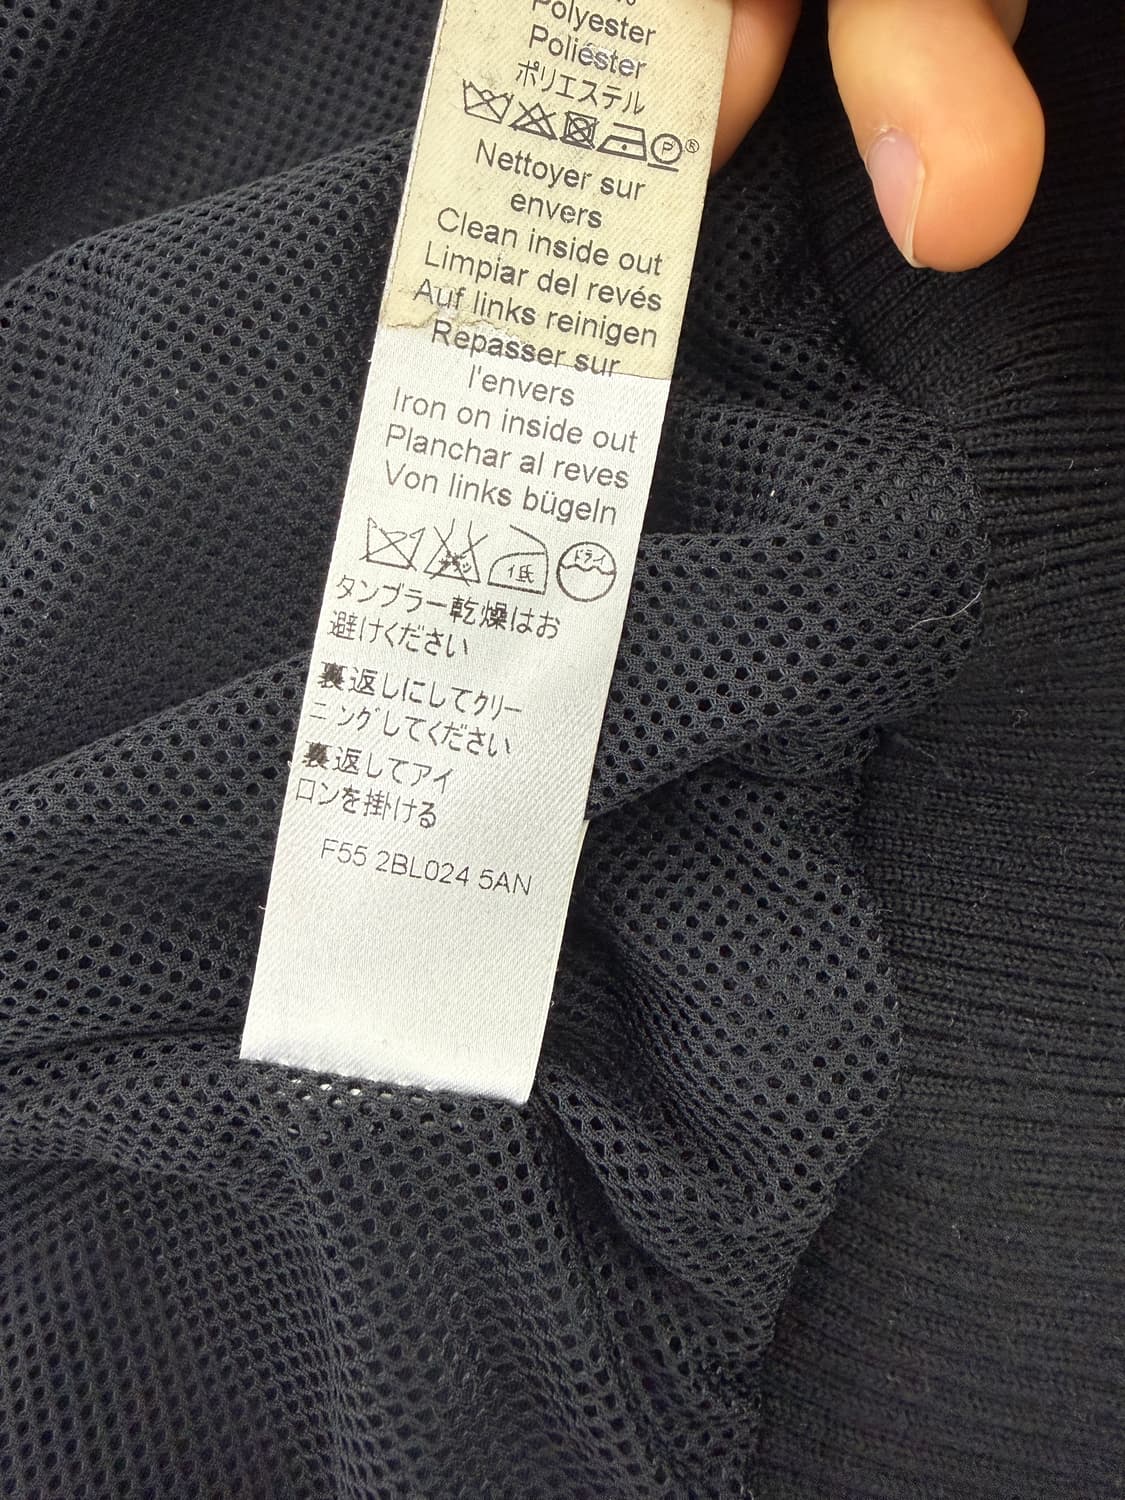 Polyester
Poliéster
ポリエステル
P ®
Nettoyer sur
envers
Clean inside out
Limpiar del revés
Auf links reinigen
Repasser sur
l'envers
Iron on inside out
Planchar al reves
Von links bügeln
低 ドライ
タンブラー乾燥はお
避けください
裏返しにしてクリー
ニングしてください
裏返してアイ
ロンを掛ける
F55 2BL024 5AN